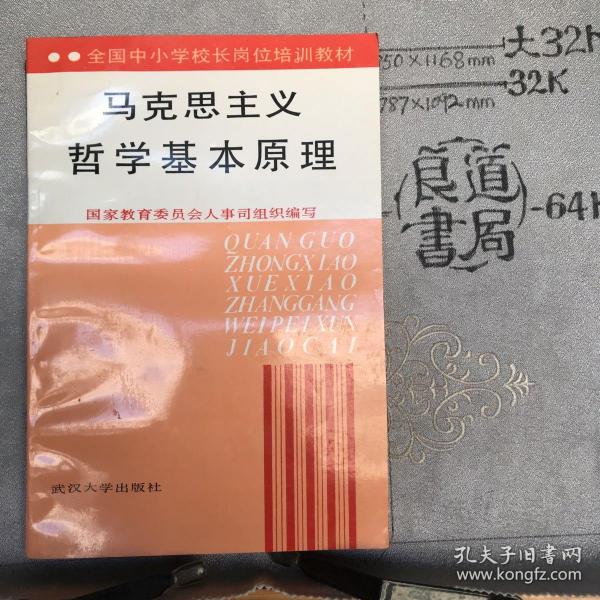 ●●全国中小学校长岗位培训教材
马克思主义
哲学基本原理
国家教育委员会人事司组织编写
QUAN GUO
ZHONGXIAO
XUEXIAO
ZHANGGANG
WEIPEIXUN
JIAOCAI
武汉大学出版社
850×1168mm
大32K
787×1092mm
32K
良道
書局
-64K
孔夫子旧书网
www.kongfz.com